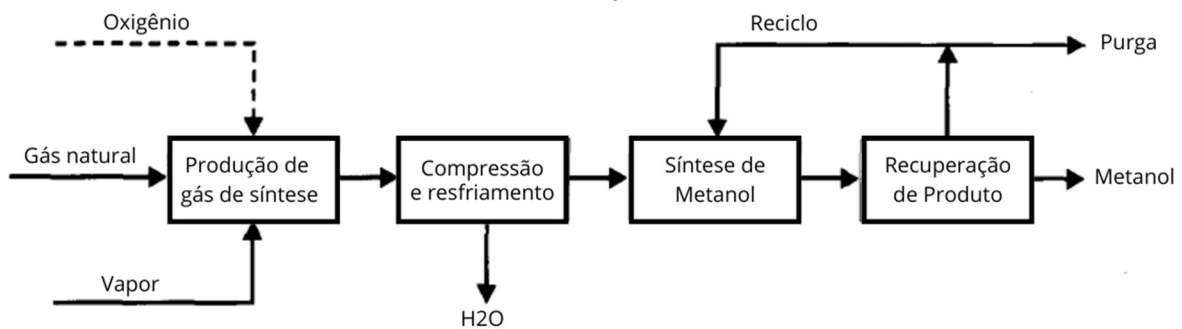 Oxigênio
Reciclo
Purga
Gás natural
Produção de
gás de síntese
Compressão
e resfriamento
Síntese de
Metanol
Recuperação
de Produto
Metanol
Vapor
H2O